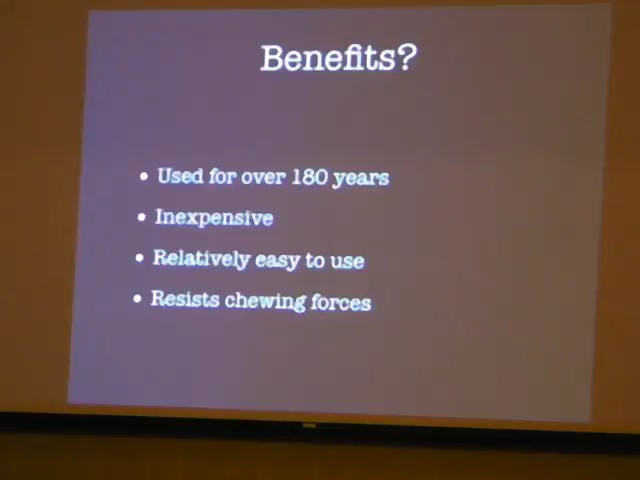 Benefits?
• Used for over 180 years
• Inexpensive
• Relatively easy to use
• Resists chewing forces